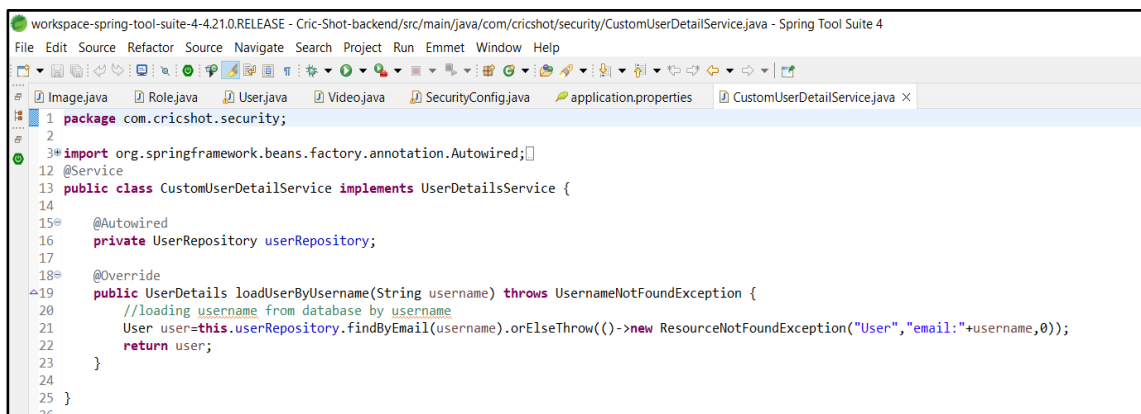 workspace-spring-tool-suite-4-4.21.0.RELEASE - Cric-Shot-backend/src/main/java/com/cricshot/security/CustomUserDetailService.java - Spring Tool Suite 4
File Edit Source Refactor Source Navigate Search Project Run Emmet Window Help
Image.java Role.java User.java Video.java SecurityConfig.java application.properties CustomUserDetailService.java
1 package com.cricshot.security;
2
3 import org.springframework.beans.factory.annotation.Autowired;
12 @Service
13 public class CustomUserDetailService implements UserDetailsService {
14
15 @Autowired
16 private UserRepository userRepository;
17
18 @Override
19 public UserDetails loadUserByUsername(String username) throws UsernameNotFoundException {
20 //loading username from database by username
21 User user=this.userRepository.findByEmail(username).orElseThrow(()->new ResourceNotFoundException("User","email:"+username,0));
22 return user;
23 }
24
25 }
26